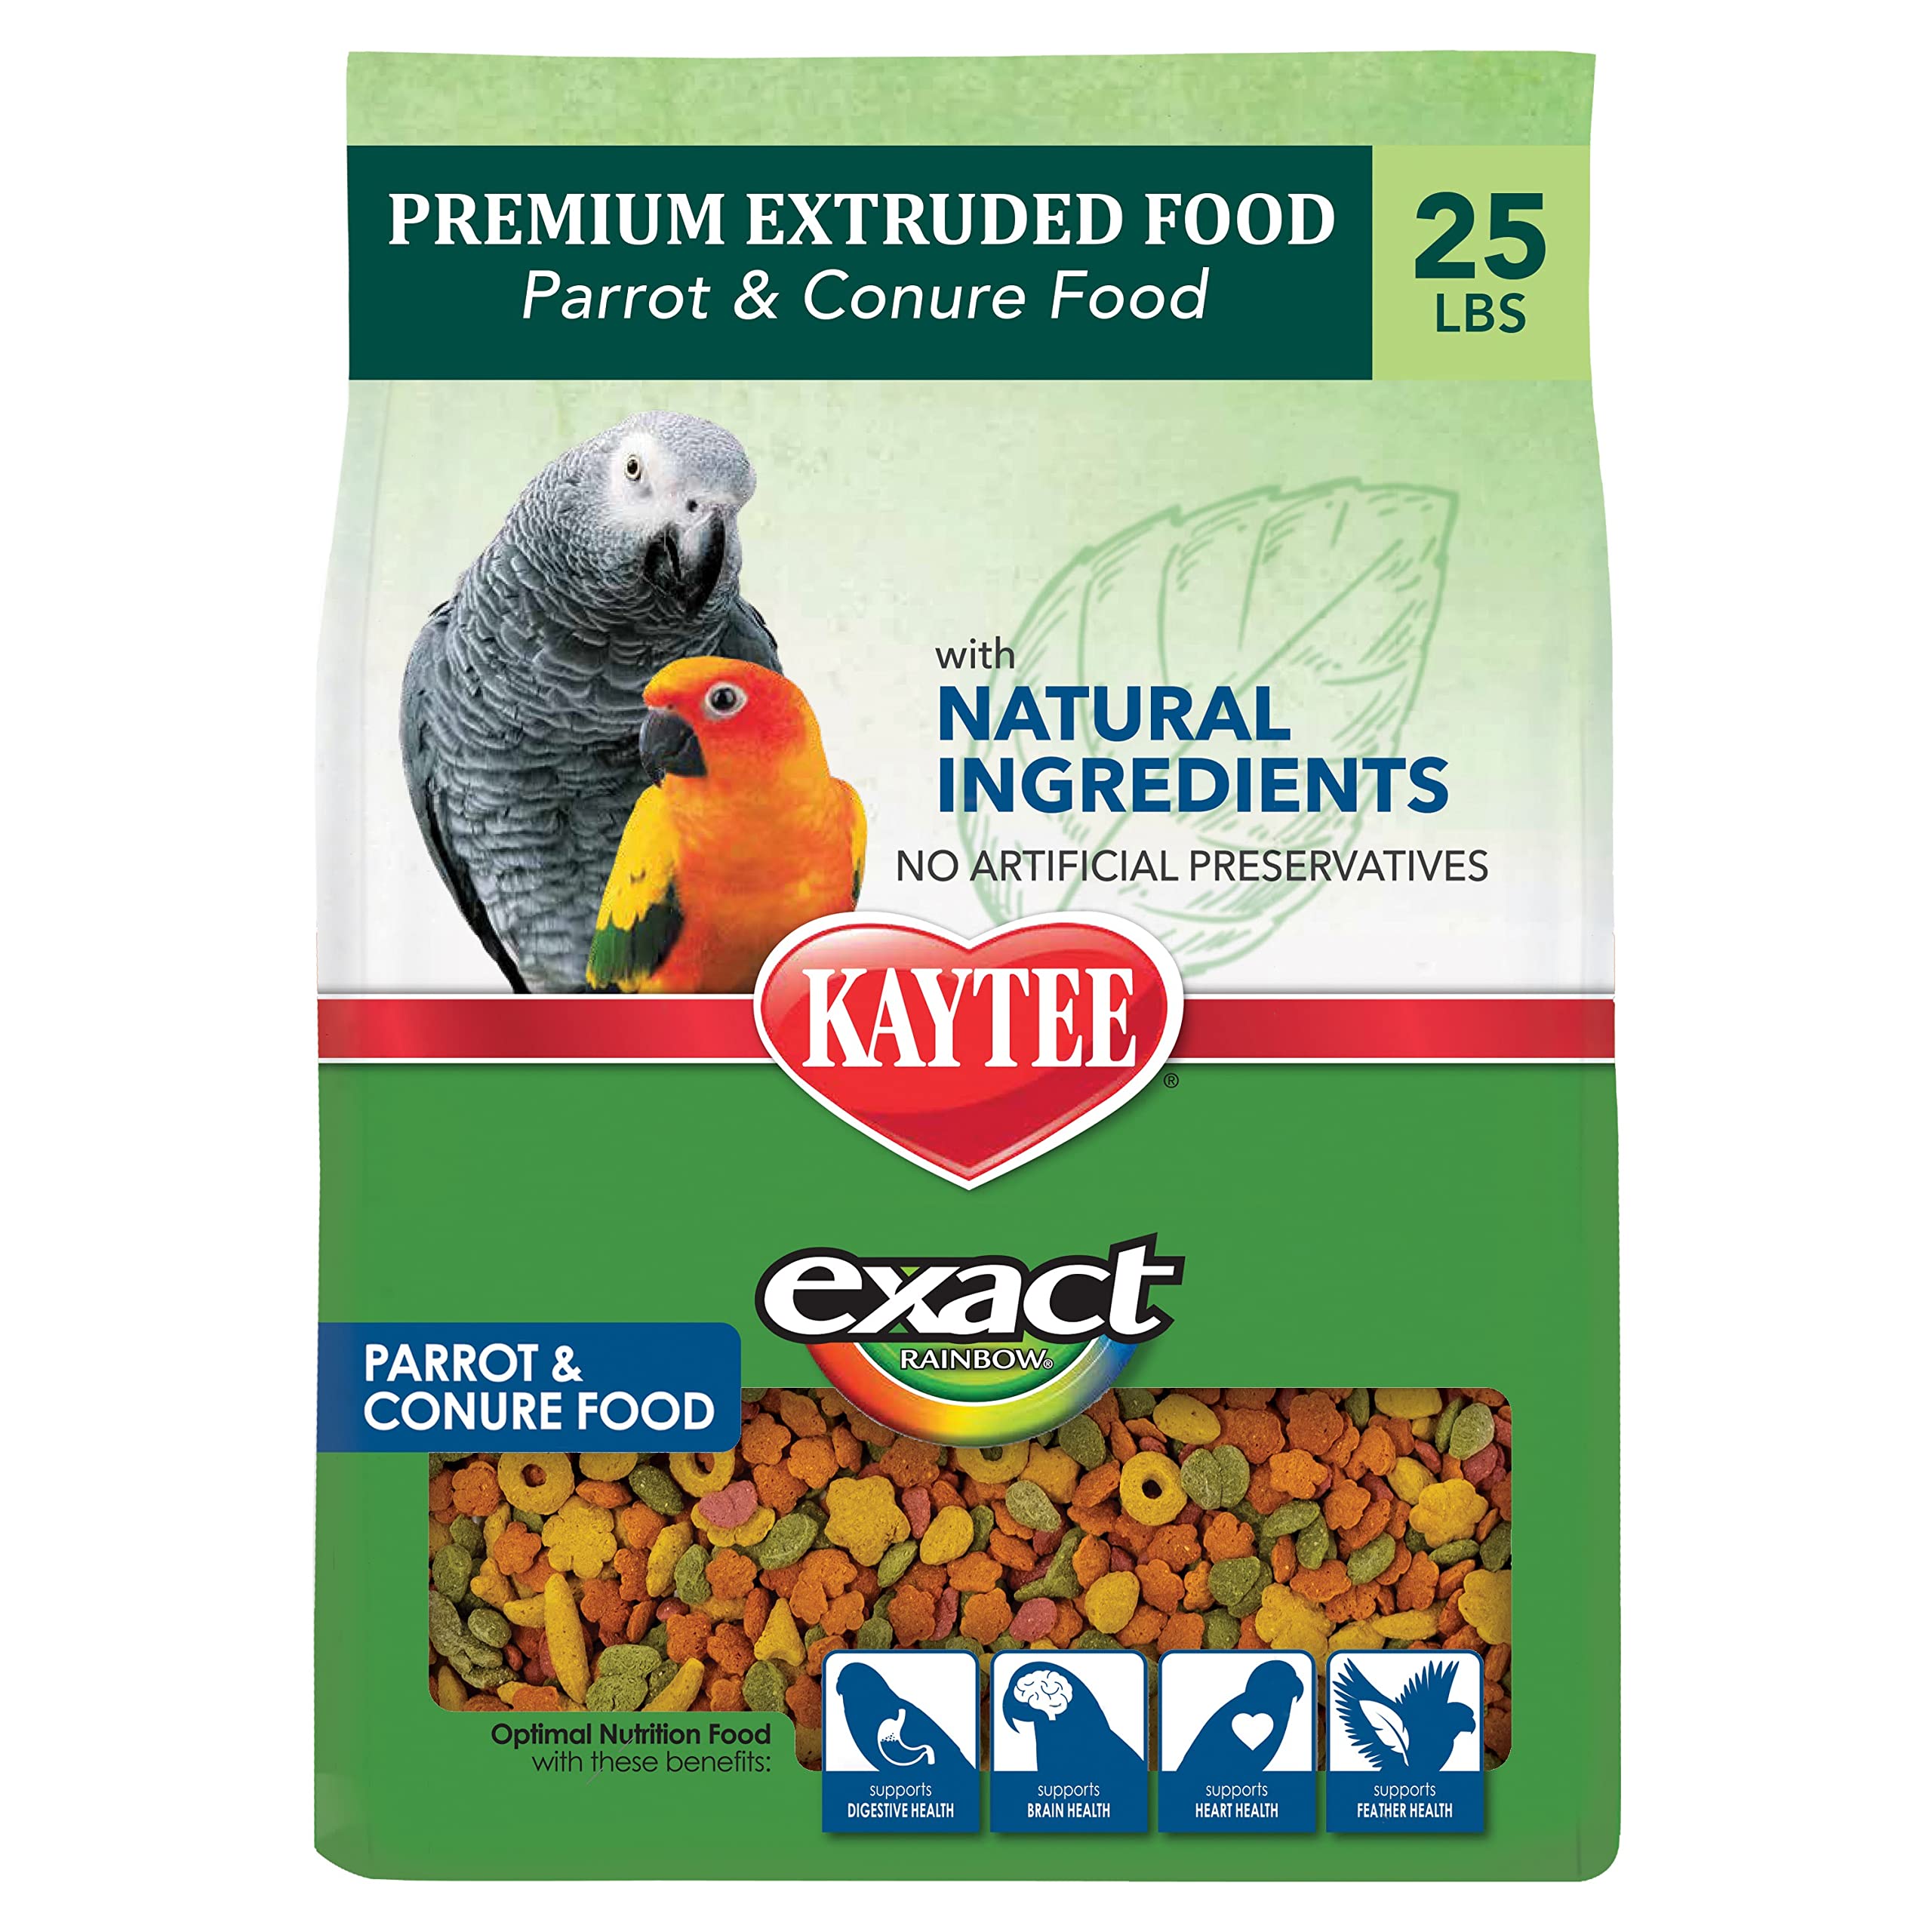 PREMIUM EXTRUDED FOOD
Parrot & Conure Food
25
LBS
with
NATURAL
INGREDIENTS
NO ARTIFICIAL PRESERVATIVES
KAYTEE
®
exact
RAINBOW®
PARROT &
CONURE FOOD
Optimal Nutrition Food
with these benefits:
supports
DIGESTIVE HEALTH
supports
BRAIN HEALTH
supports
HEART HEALTH
supports
FEATHER HEALTH